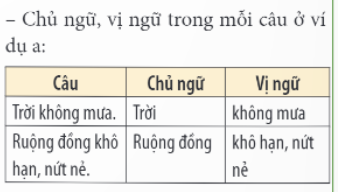 – Chủ ngữ, vị ngữ trong mỗi câu ở ví
dụ a:
Câu Chủ ngữ Vị ngữ
Trời không mưa. Trời không mưa
Ruộng đồng khô Ruộng đồng khô hạn, nứt
hạn, nứt nẻ. nẻ